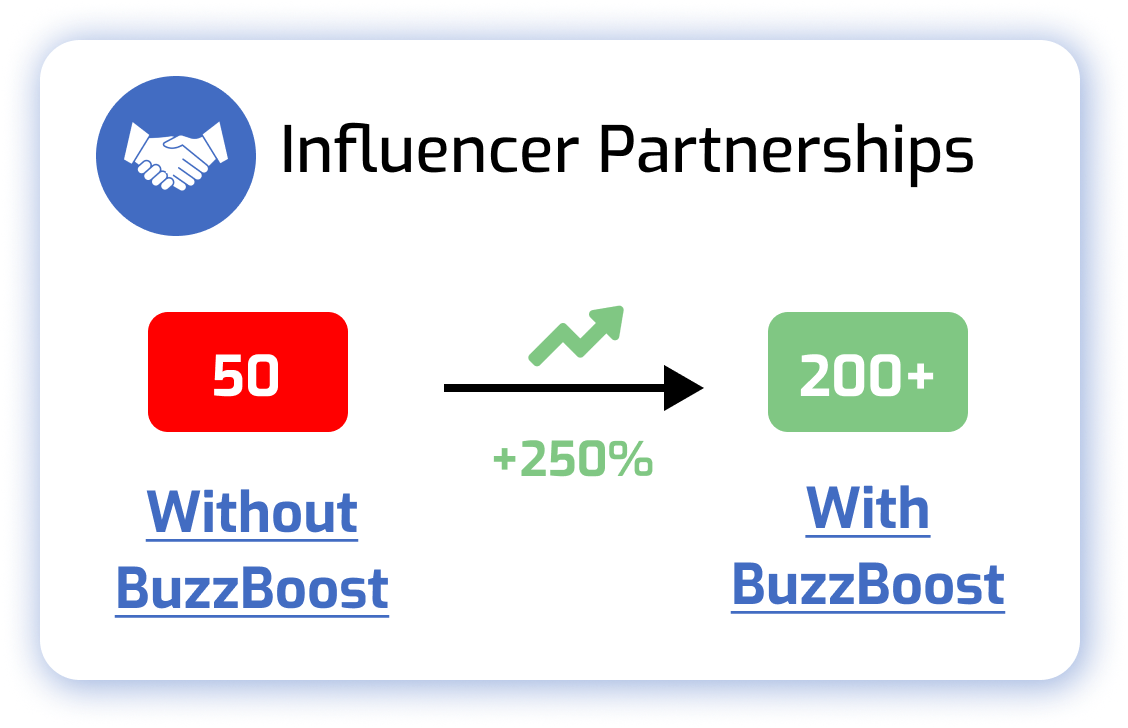 Influencer Partnerships
50
200+
+250%
Without
BuzzBoost
With
BuzzBoost